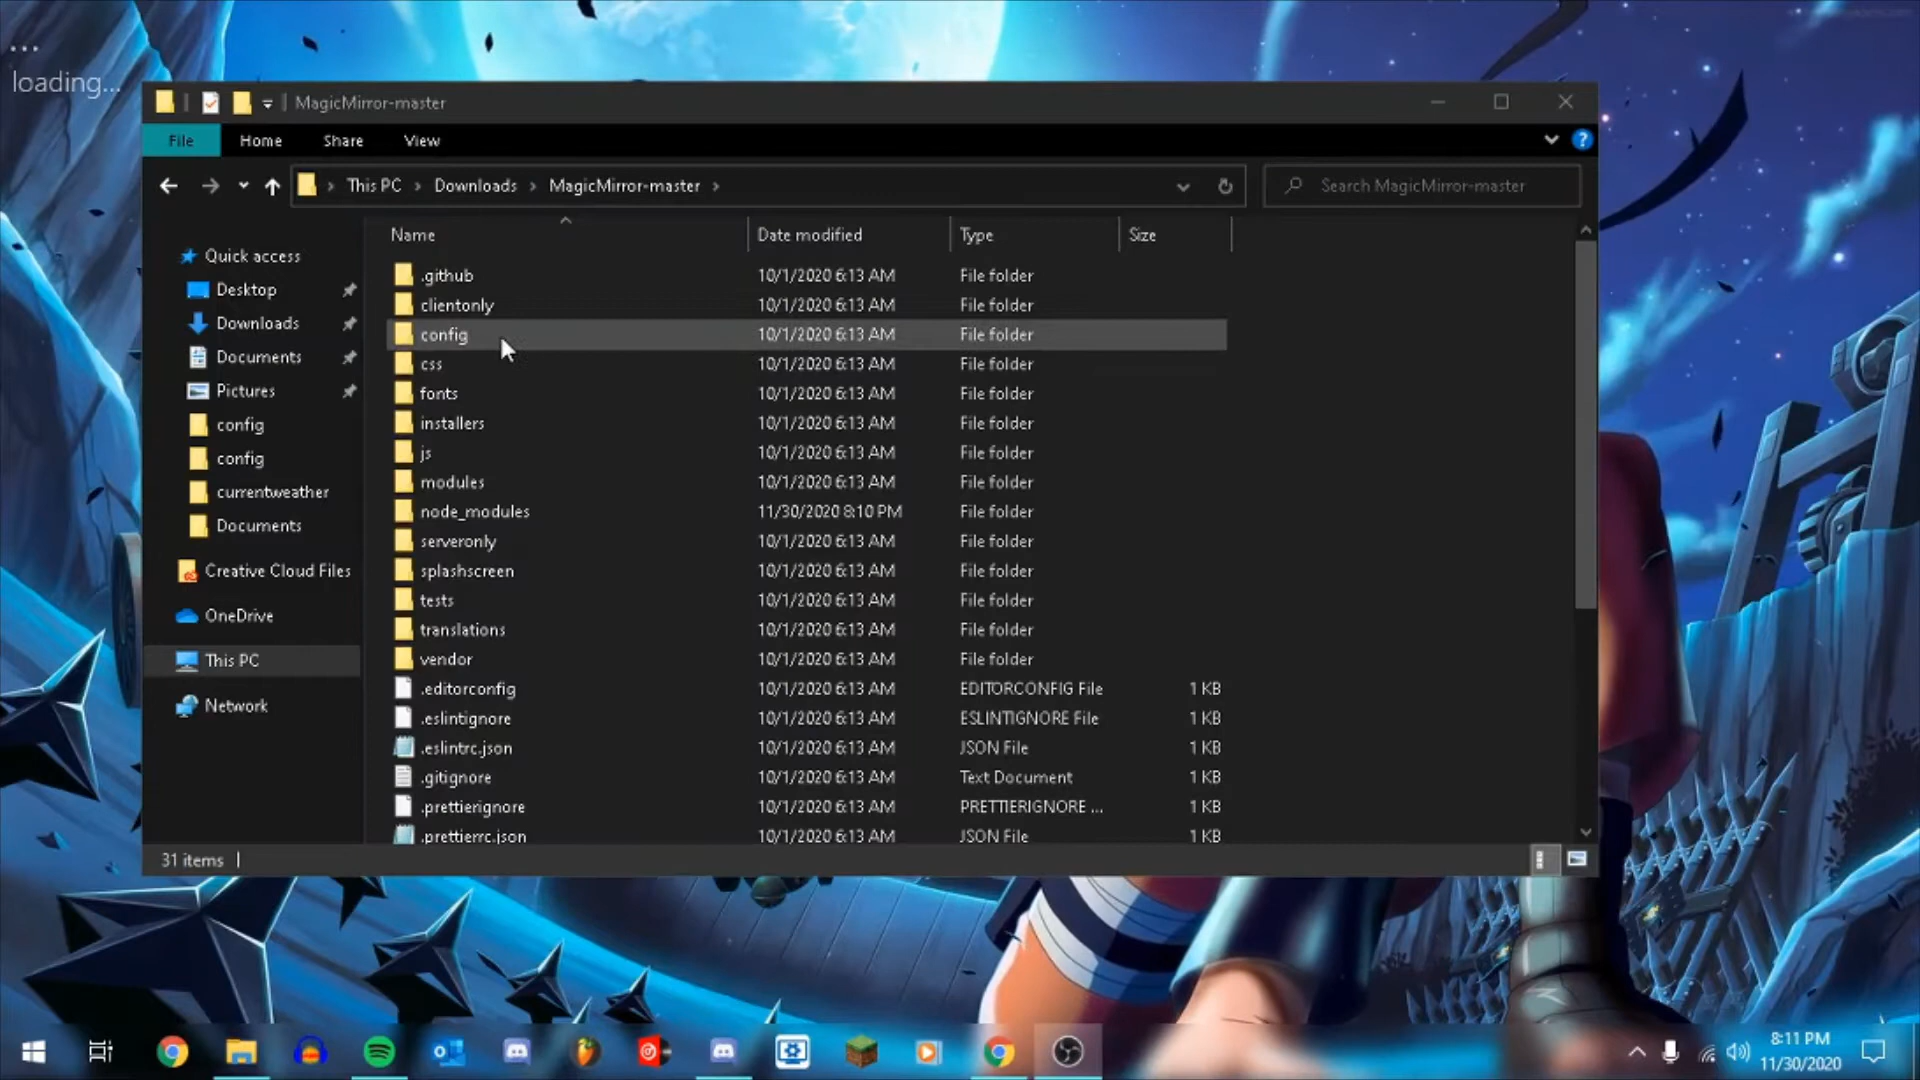 ...
loading...
MagicMirror-master
File Home Share View
This PC Downloads MagicMirror-master
Search MagicMirror-master
Name Date modified Type Size
Quick access
Desktop
Downloads
Documents
Pictures
config
config
currentweather
Documents
Creative Cloud Files
OneDrive
This PC
Network
.github 10/1/2020 6:13 AM File folder
clientonly 10/1/2020 6:13 AM File folder
config 10/1/2020 6:13 AM File folder
css 10/1/2020 6:13 AM File folder
fonts 10/1/2020 6:13 AM File folder
installers 10/1/2020 6:13 AM File folder
js 10/1/2020 6:13 AM File folder
modules 10/1/2020 6:13 AM File folder
node_modules 11/30/2020 8:10 PM File folder
serveronly 10/1/2020 6:13 AM File folder
splashscreen 10/1/2020 6:13 AM File folder
tests 10/1/2020 6:13 AM File folder
translations 10/1/2020 6:13 AM File folder
vendor 10/1/2020 6:13 AM File folder
.editorconfig 10/1/2020 6:13 AM EDITORCONFIG File 1 KB
.eslintignore 10/1/2020 6:13 AM ESLINTIGNORE File 1 KB
.eslintrc.json 10/1/2020 6:13 AM JSON File 1 KB
.gitignore 10/1/2020 6:13 AM Text Document 1 KB
.prettierignore 10/1/2020 6:13 AM PRETTIERIGNORE ... 1 KB
.prettierrc.json 10/1/2020 6:13 AM JSON File 1 KB
31 items
8:11 PM
11/30/2020